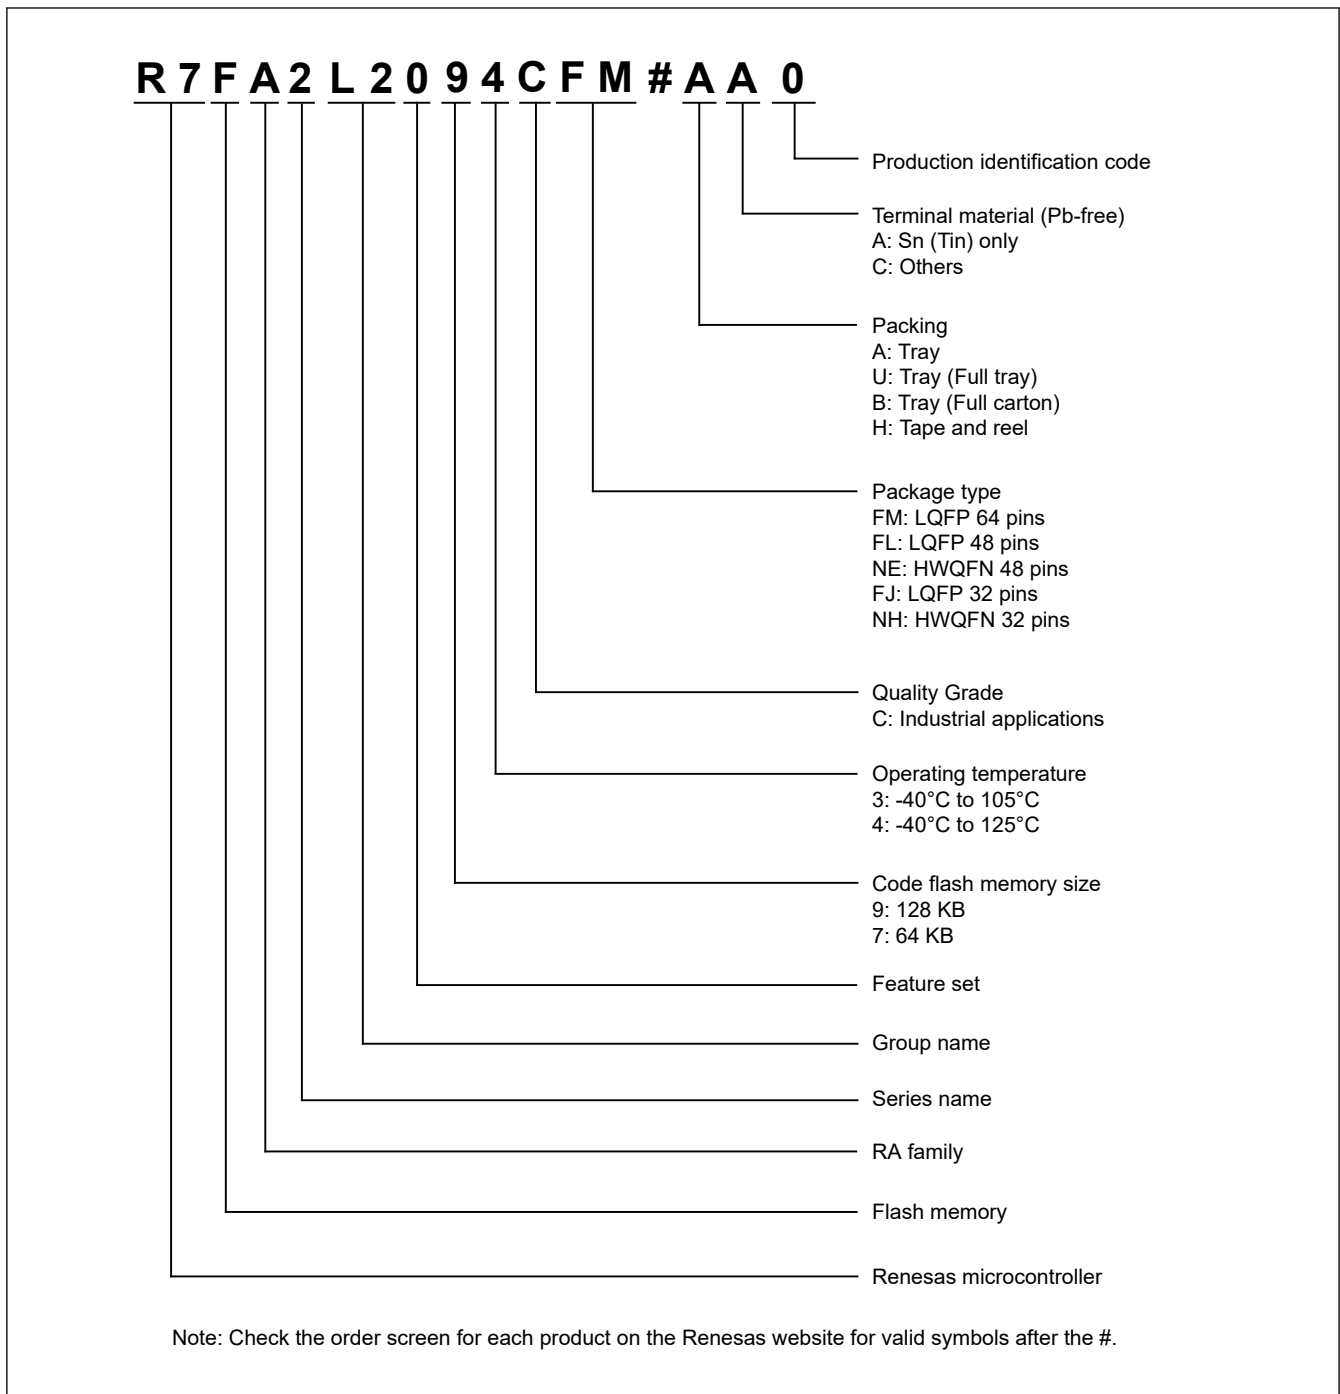 R7FA2L2094CFM#AA0
Production identification code
Terminal material (Pb-free)
A: Sn (Tin) only
C: Others
Packing
A: Tray
U: Tray (Full tray)
B: Tray (Full carton)
H: Tape and reel
Package type
FM: LQFP 64 pins
FL: LQFP 48 pins
NE: HWQFN 48 pins
FJ: LQFP 32 pins
NH: HWQFN 32 pins
Quality Grade
C: Industrial applications
Operating temperature
3: -40°C to 105°C
4: -40°C to 125°C
Code flash memory size
9: 128 KB
7: 64 KB
Feature set
Group name
Series name
RA family
Flash memory
Renesas microcontroller
Note: Check the order screen for each product on the Renesas website for valid symbols after the #.